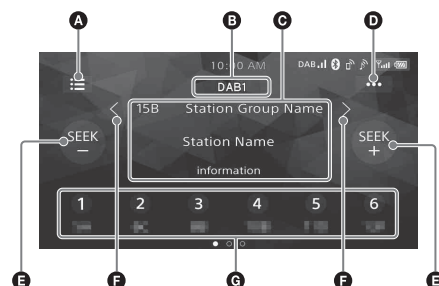 A B C D
10:00 AM DAB
DAB1
15B Station Group Name
SEEK
−
Station Name
SEEK
+
information
1 2 3 4 5 6
E F G F E